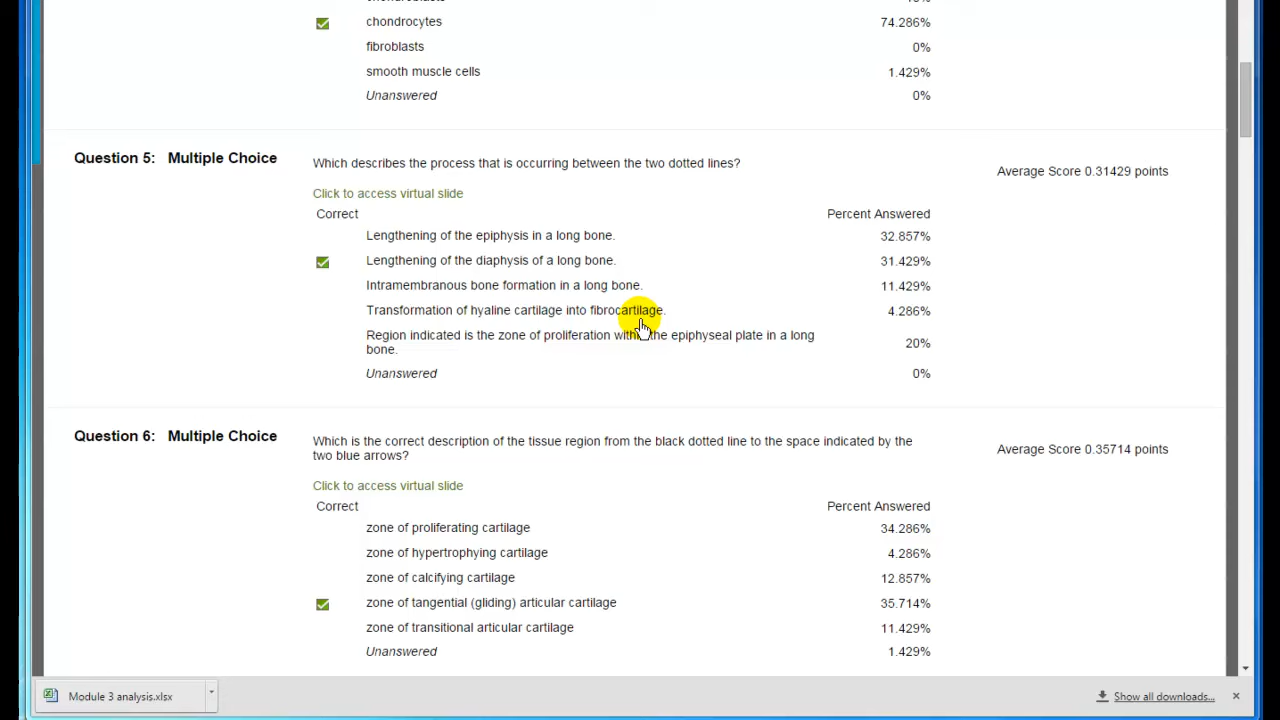 chondrocytes 74.286%
fibroblasts 0%
smooth muscle cells 1.429%
Unanswered 0%
Question 5: Multiple Choice
Which describes the process that is occurring between the two dotted lines?
Average Score 0.31429 points
Click to access virtual slide
Correct Percent Answered
Lengthening of the epiphysis in a long bone. 32.857%
Lengthening of the diaphysis of a long bone. 31.429%
Intramembranous bone formation in a long bone. 11.429%
Transformation of hyaline cartilage into fibrocartilage. 4.286%
Region indicated is the zone of proliferation within the epiphyseal plate in a long
bone. 20%
Unanswered 0%
Question 6: Multiple Choice
Which is the correct description of the tissue region from the black dotted line to the space indicated by the
two blue arrows?
Average Score 0.35714 points
Click to access virtual slide
Correct Percent Answered
zone of proliferating cartilage 34.286%
zone of hypertrophying cartilage 4.286%
zone of calcifying cartilage 12.857%
zone of tangential (gliding) articular cartilage 35.714%
zone of transitional articular cartilage 11.429%
Unanswered 1.429%
Module 3 analysis.xlsx
Show all downloads...